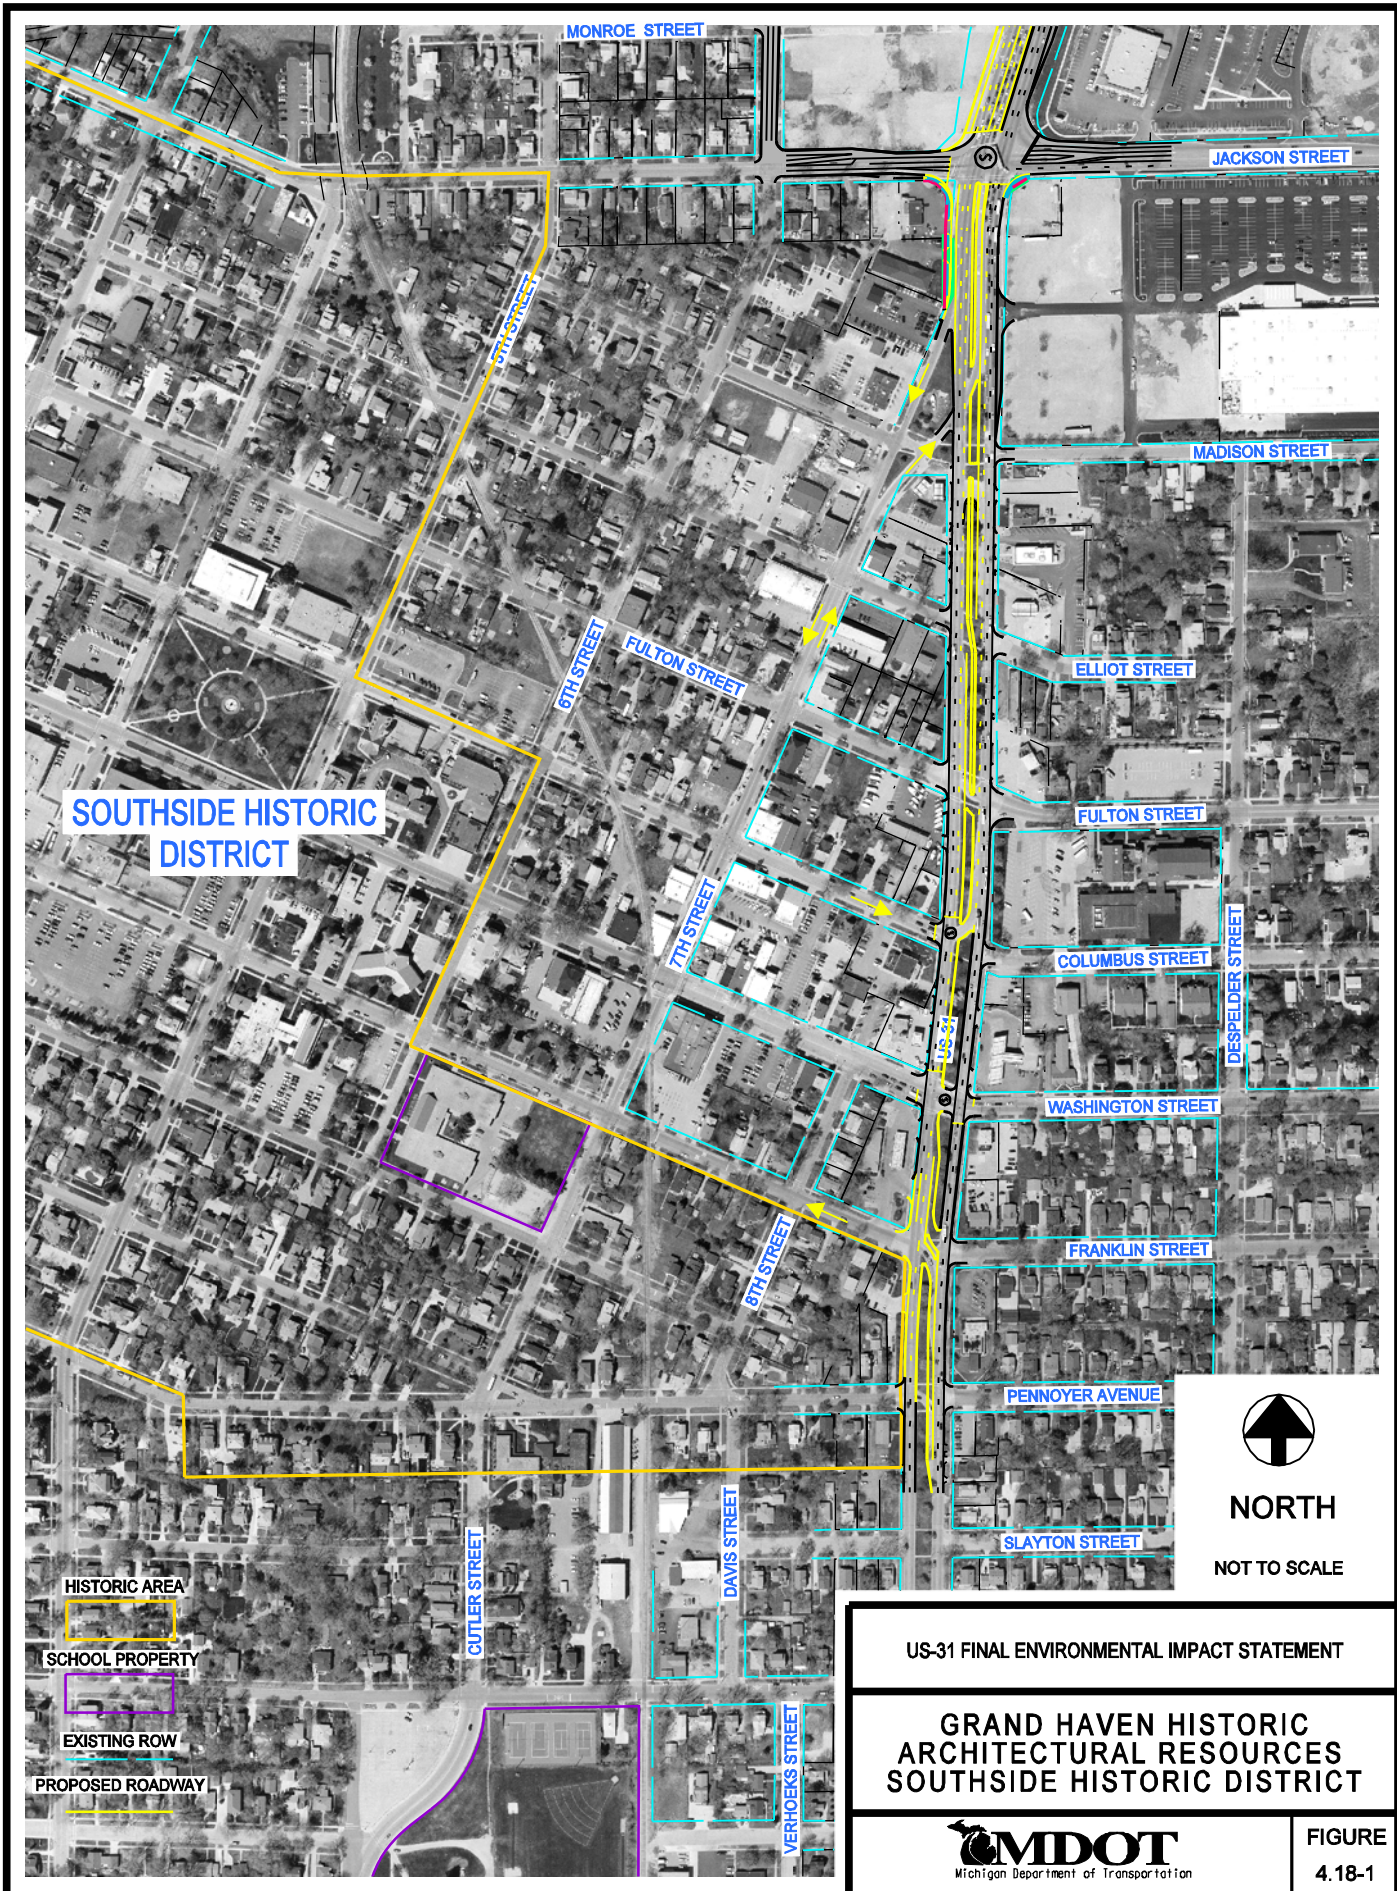 MONROE STREET
JACKSON STREET
5TH STREET
MADISON STREET
6TH STREET
FULTON STREET
ELLIOT STREET
SOUTHSIDE HISTORIC
DISTRICT
FULTON STREET
7TH STREET
DESPELDER STREET
COLUMBUS STREET
US-31
WASHINGTON STREET
8TH STREET
FRANKLIN STREET
PENNOYER AVENUE
NORTH
NOT TO SCALE
CUTLER STREET
DAVIS STREET
SLAYTON STREET
HISTORIC AREA
SCHOOL PROPERTY
EXISTING ROW
PROPOSED ROADWAY
VERHOEKS STREET
US-31 FINAL ENVIRONMENTAL IMPACT STATEMENT
GRAND HAVEN HISTORIC
ARCHITECTURAL RESOURCES
SOUTHSIDE HISTORIC DISTRICT
MDOT
Michigan Department of Transportation
FIGURE
4.18-1
S
S
S